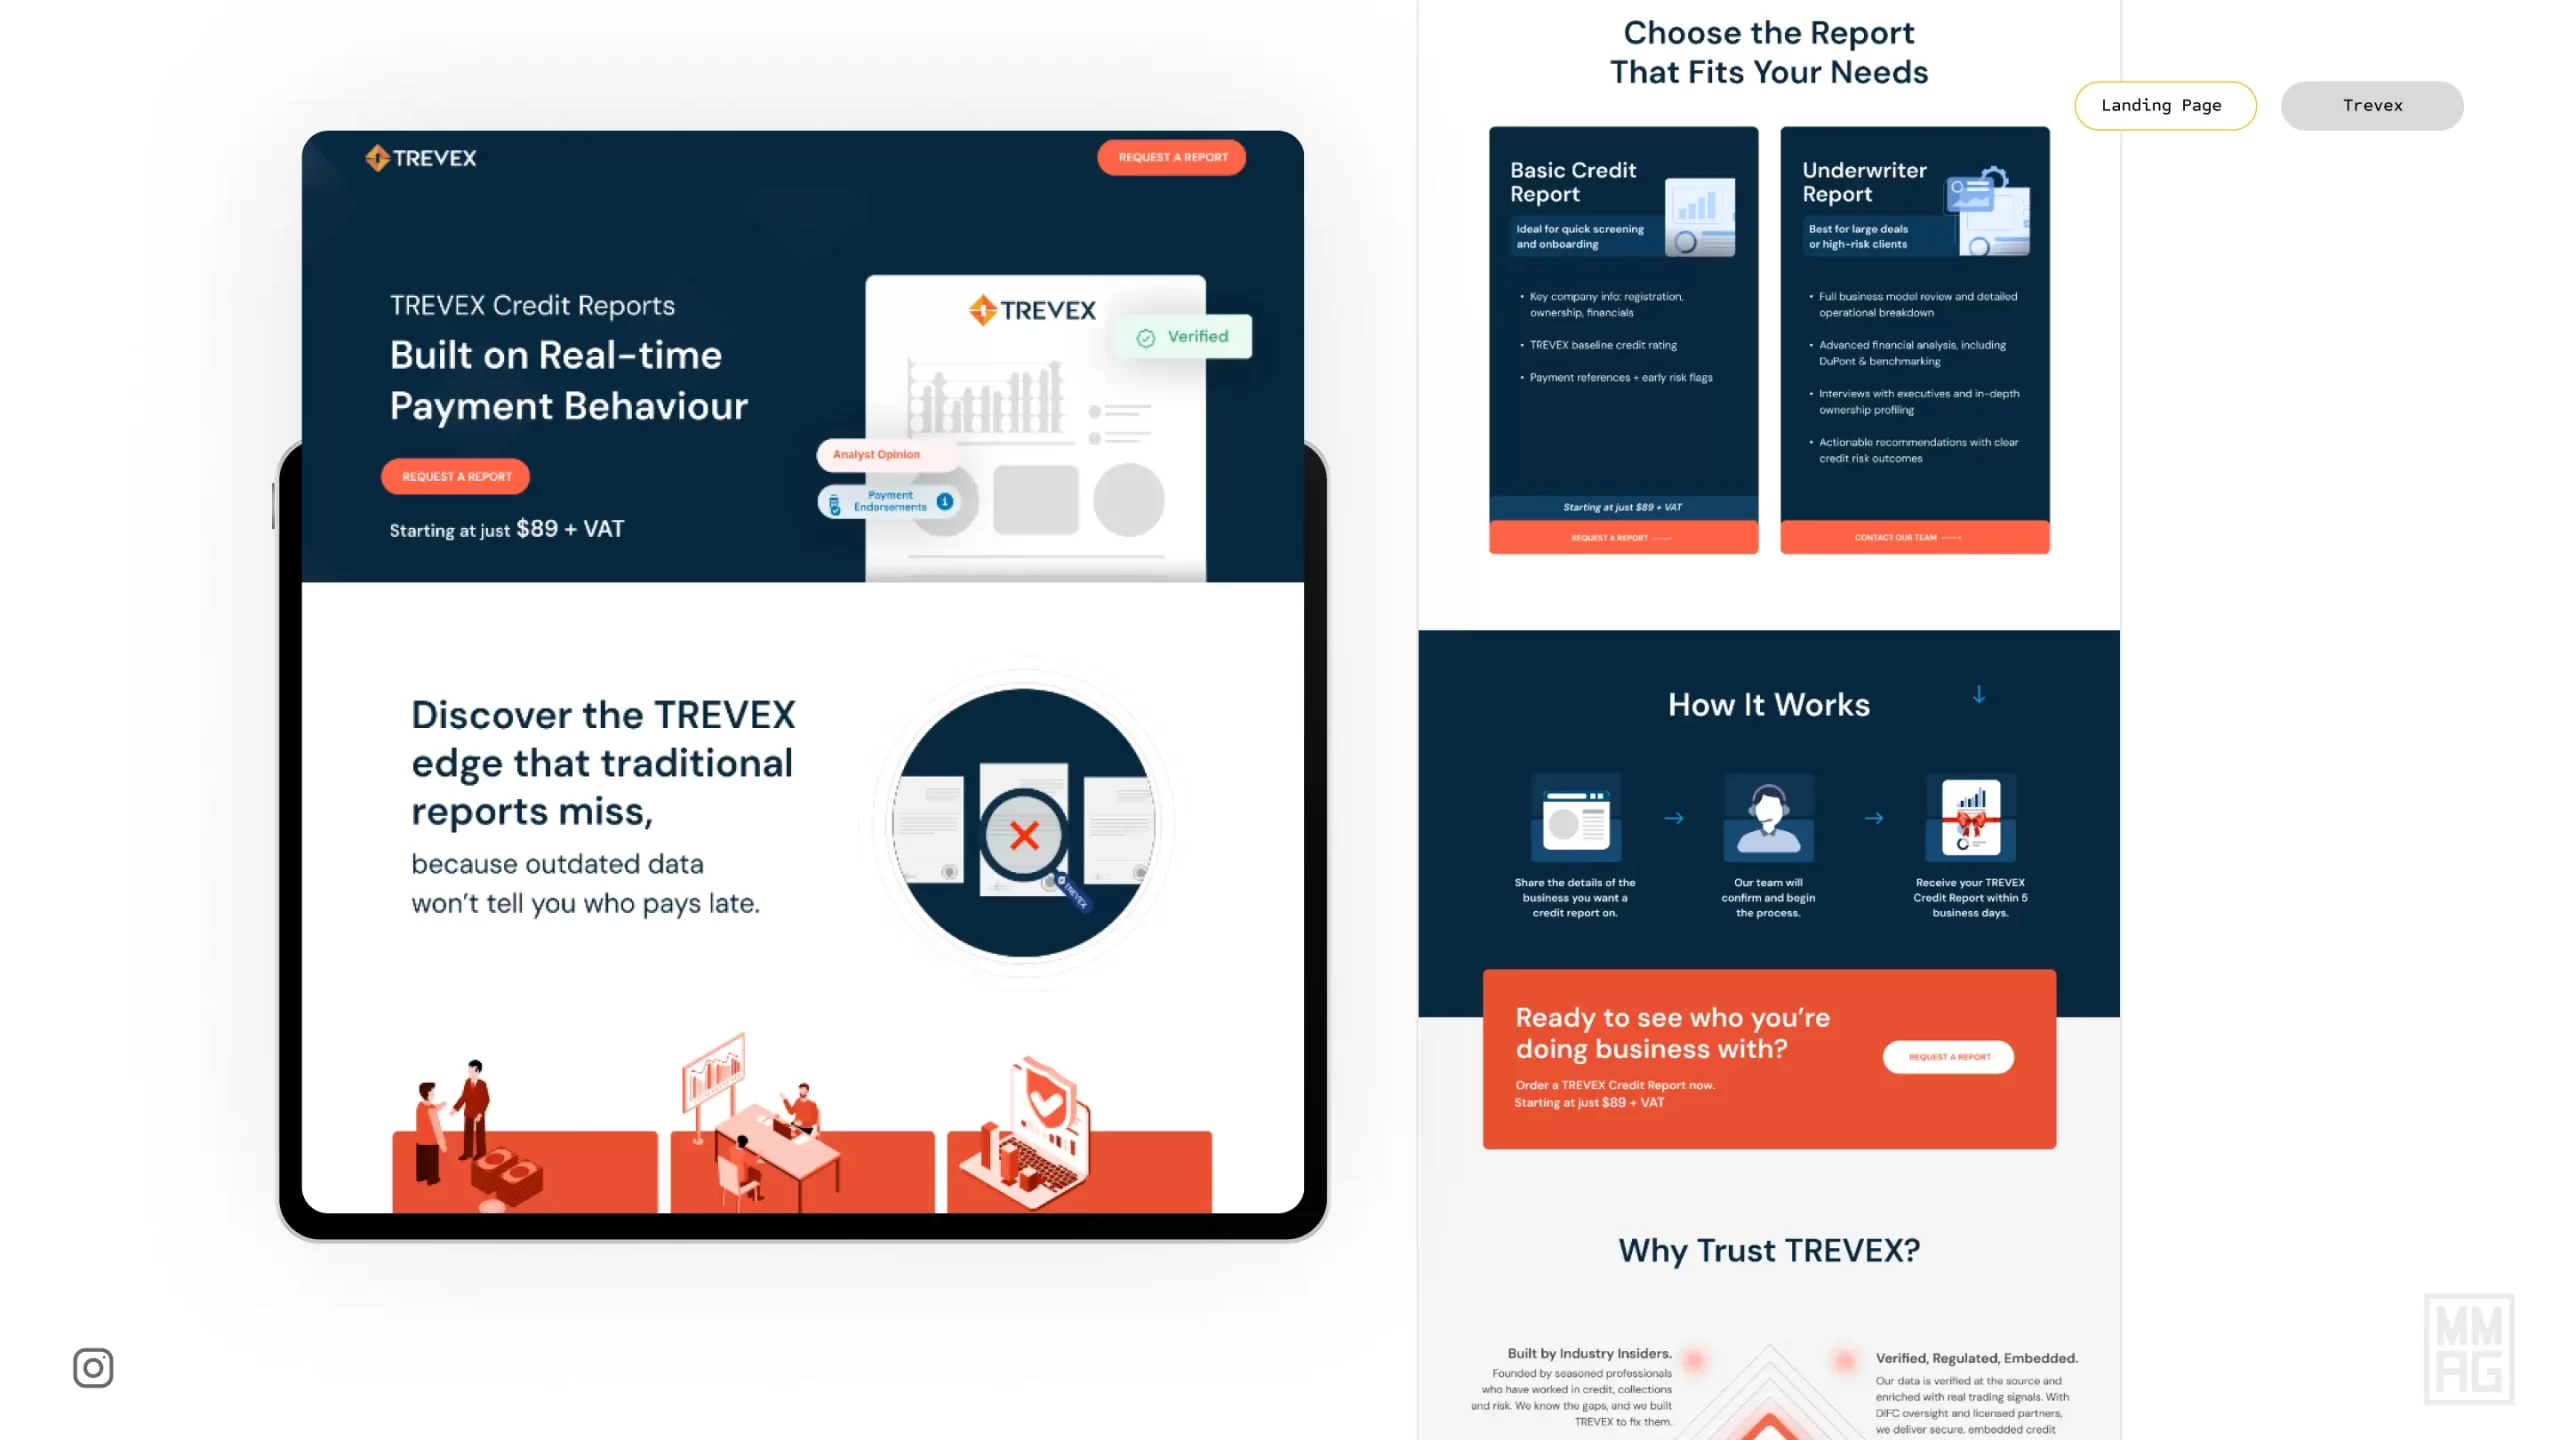 TREVEX
REQUEST A REPORT
TREVEX Credit Reports
Built on Real-time
Payment Behaviour
REQUEST A REPORT
Starting at just $89 + VAT
TREVEX
Verified
Analyst Opinion
Payment
Endorsements
1
Discover the TREVEX
edge that traditional
reports miss,
because outdated data
won’t tell you who pays late.
TREVEX
Choose the Report
That Fits Your Needs
Landing Page
Trevex
Basic Credit
Report
Ideal for quick screening
and onboarding
• Key company info: registration,
ownership, financials
• TREVEX baseline credit rating
• Payment references + early risk flags
Starting at just $89 + VAT
REQUEST A REPORT
Underwriter
Report
Best for large deals
or high-risk clients
• Full business model review and detailed
operational breakdown
• Advanced financial analysis, including
DuPont & benchmarking
• Interviews with executives and in-depth
ownership profiling
• Actionable recommendations with clear
credit risk outcomes
CONTACT OUR TEAM
How It Works
Share the details of the
business you want a
credit report on.
Our team will
confirm and begin
the process.
Receive your TREVEX
Credit Report within 5
business days.
Ready to see who you’re
doing business with?
Order a TREVEX Credit Report now.
Starting at just $89 + VAT
REQUEST A REPORT
Why Trust TREVEX?
Built by Industry Insiders.
Founded by seasoned professionals
who have worked in credit, collections
and risk. We know the gaps, and we built
TREVEX to fix them.
Verified, Regulated, Embedded.
Our data is verified at the source and
enriched with real trading signals. With
DIFC oversight and licensed partners,
we deliver secure, embedded credit
MM
AG